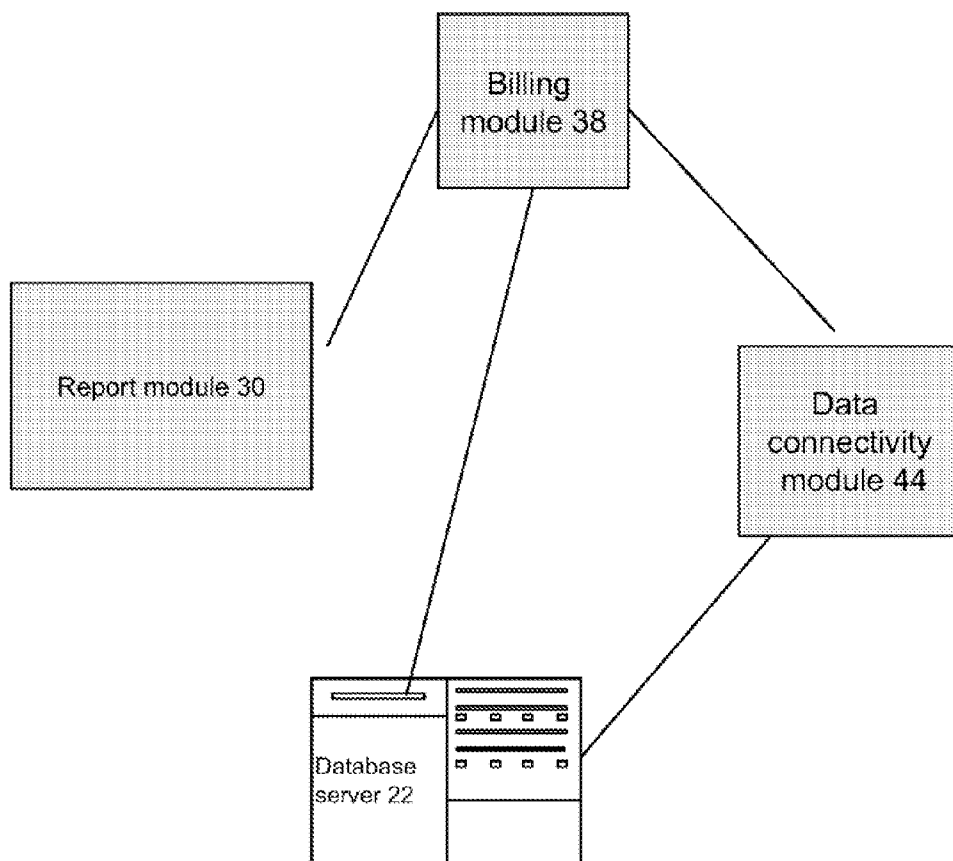 Billing
module 38
Report module 30
Data
connectivity
module 44
Database
server 22